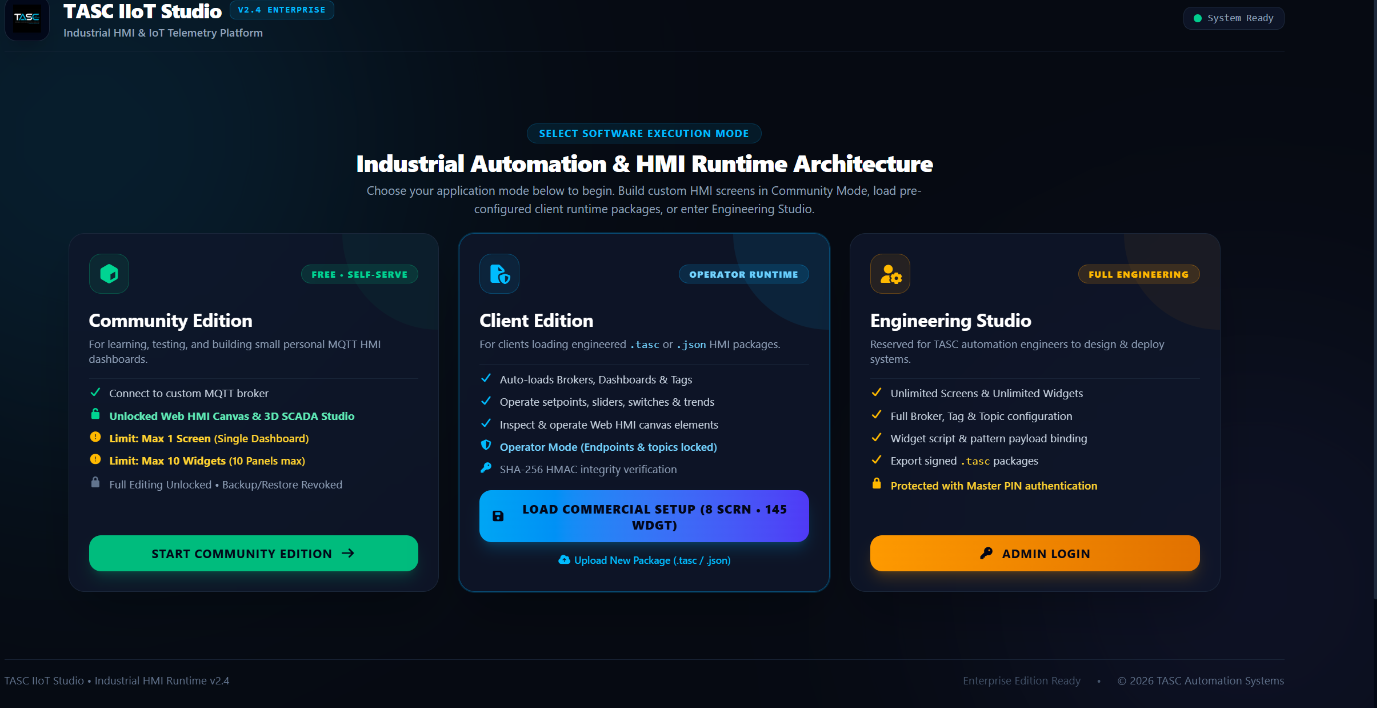 TASC
TASC IIoT Studio
V2.4 ENTERPRISE
Industrial HMI & IoT Telemetry Platform
System Ready
SELECT SOFTWARE EXECUTION MODE
Industrial Automation & HMI Runtime Architecture
Choose your application mode below to begin. Build custom HMI screens in Community Mode, load pre-
configured client runtime packages, or enter Engineering Studio.
FREE • SELF-SERVE
Community Edition
For learning, testing, and building small personal MQTT HMI
dashboards.
Connect to custom MQTT broker
Unlocked Web HMI Canvas & 3D SCADA Studio
Limit: Max 1 Screen (Single Dashboard)
Limit: Max 10 Widgets (10 Panels max)
Full Editing Unlocked • Backup/Restore Revoked
START COMMUNITY EDITION →
OPERATOR RUNTIME
Client Edition
For clients loading engineered .tasc or .json HMI packages.
Auto-loads Brokers, Dashboards & Tags
Operate setpoints, sliders, switches & trends
Inspect & operate Web HMI canvas elements
Operator Mode (Endpoints & topics locked)
SHA-256 HMAC integrity verification
LOAD COMMERCIAL SETUP (8 SCRN • 145
WDGT)
Upload New Package (.tasc / .json)
FULL ENGINEERING
Engineering Studio
Reserved for TASC automation engineers to design & deploy
systems.
Unlimited Screens & Unlimited Widgets
Full Broker, Tag & Topic configuration
Widget script & pattern payload binding
Export signed .tasc packages
Protected with Master PIN authentication
ADMIN LOGIN
TASC IIoT Studio • Industrial HMI Runtime v2.4
Enterprise Edition Ready • © 2026 TASC Automation Systems